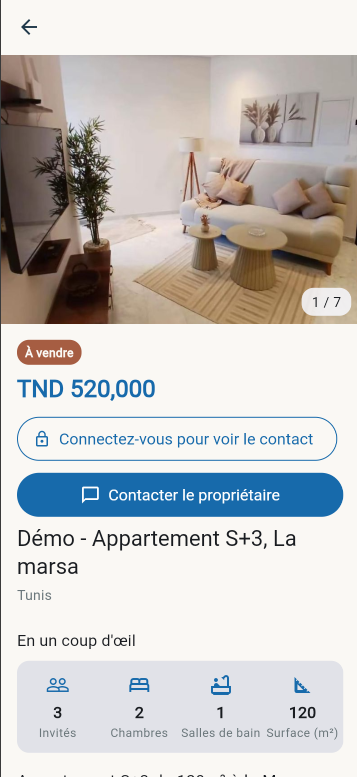 1 / 7
À vendre
TND 520,000
Connectez-vous pour voir le contact
Contacter le propriétaire
Démo - Appartement S+3, La
marsa
Tunis
En un coup d'œil
3
Invités
2
Chambres
1
Salles de bain
120
Surface (m²)